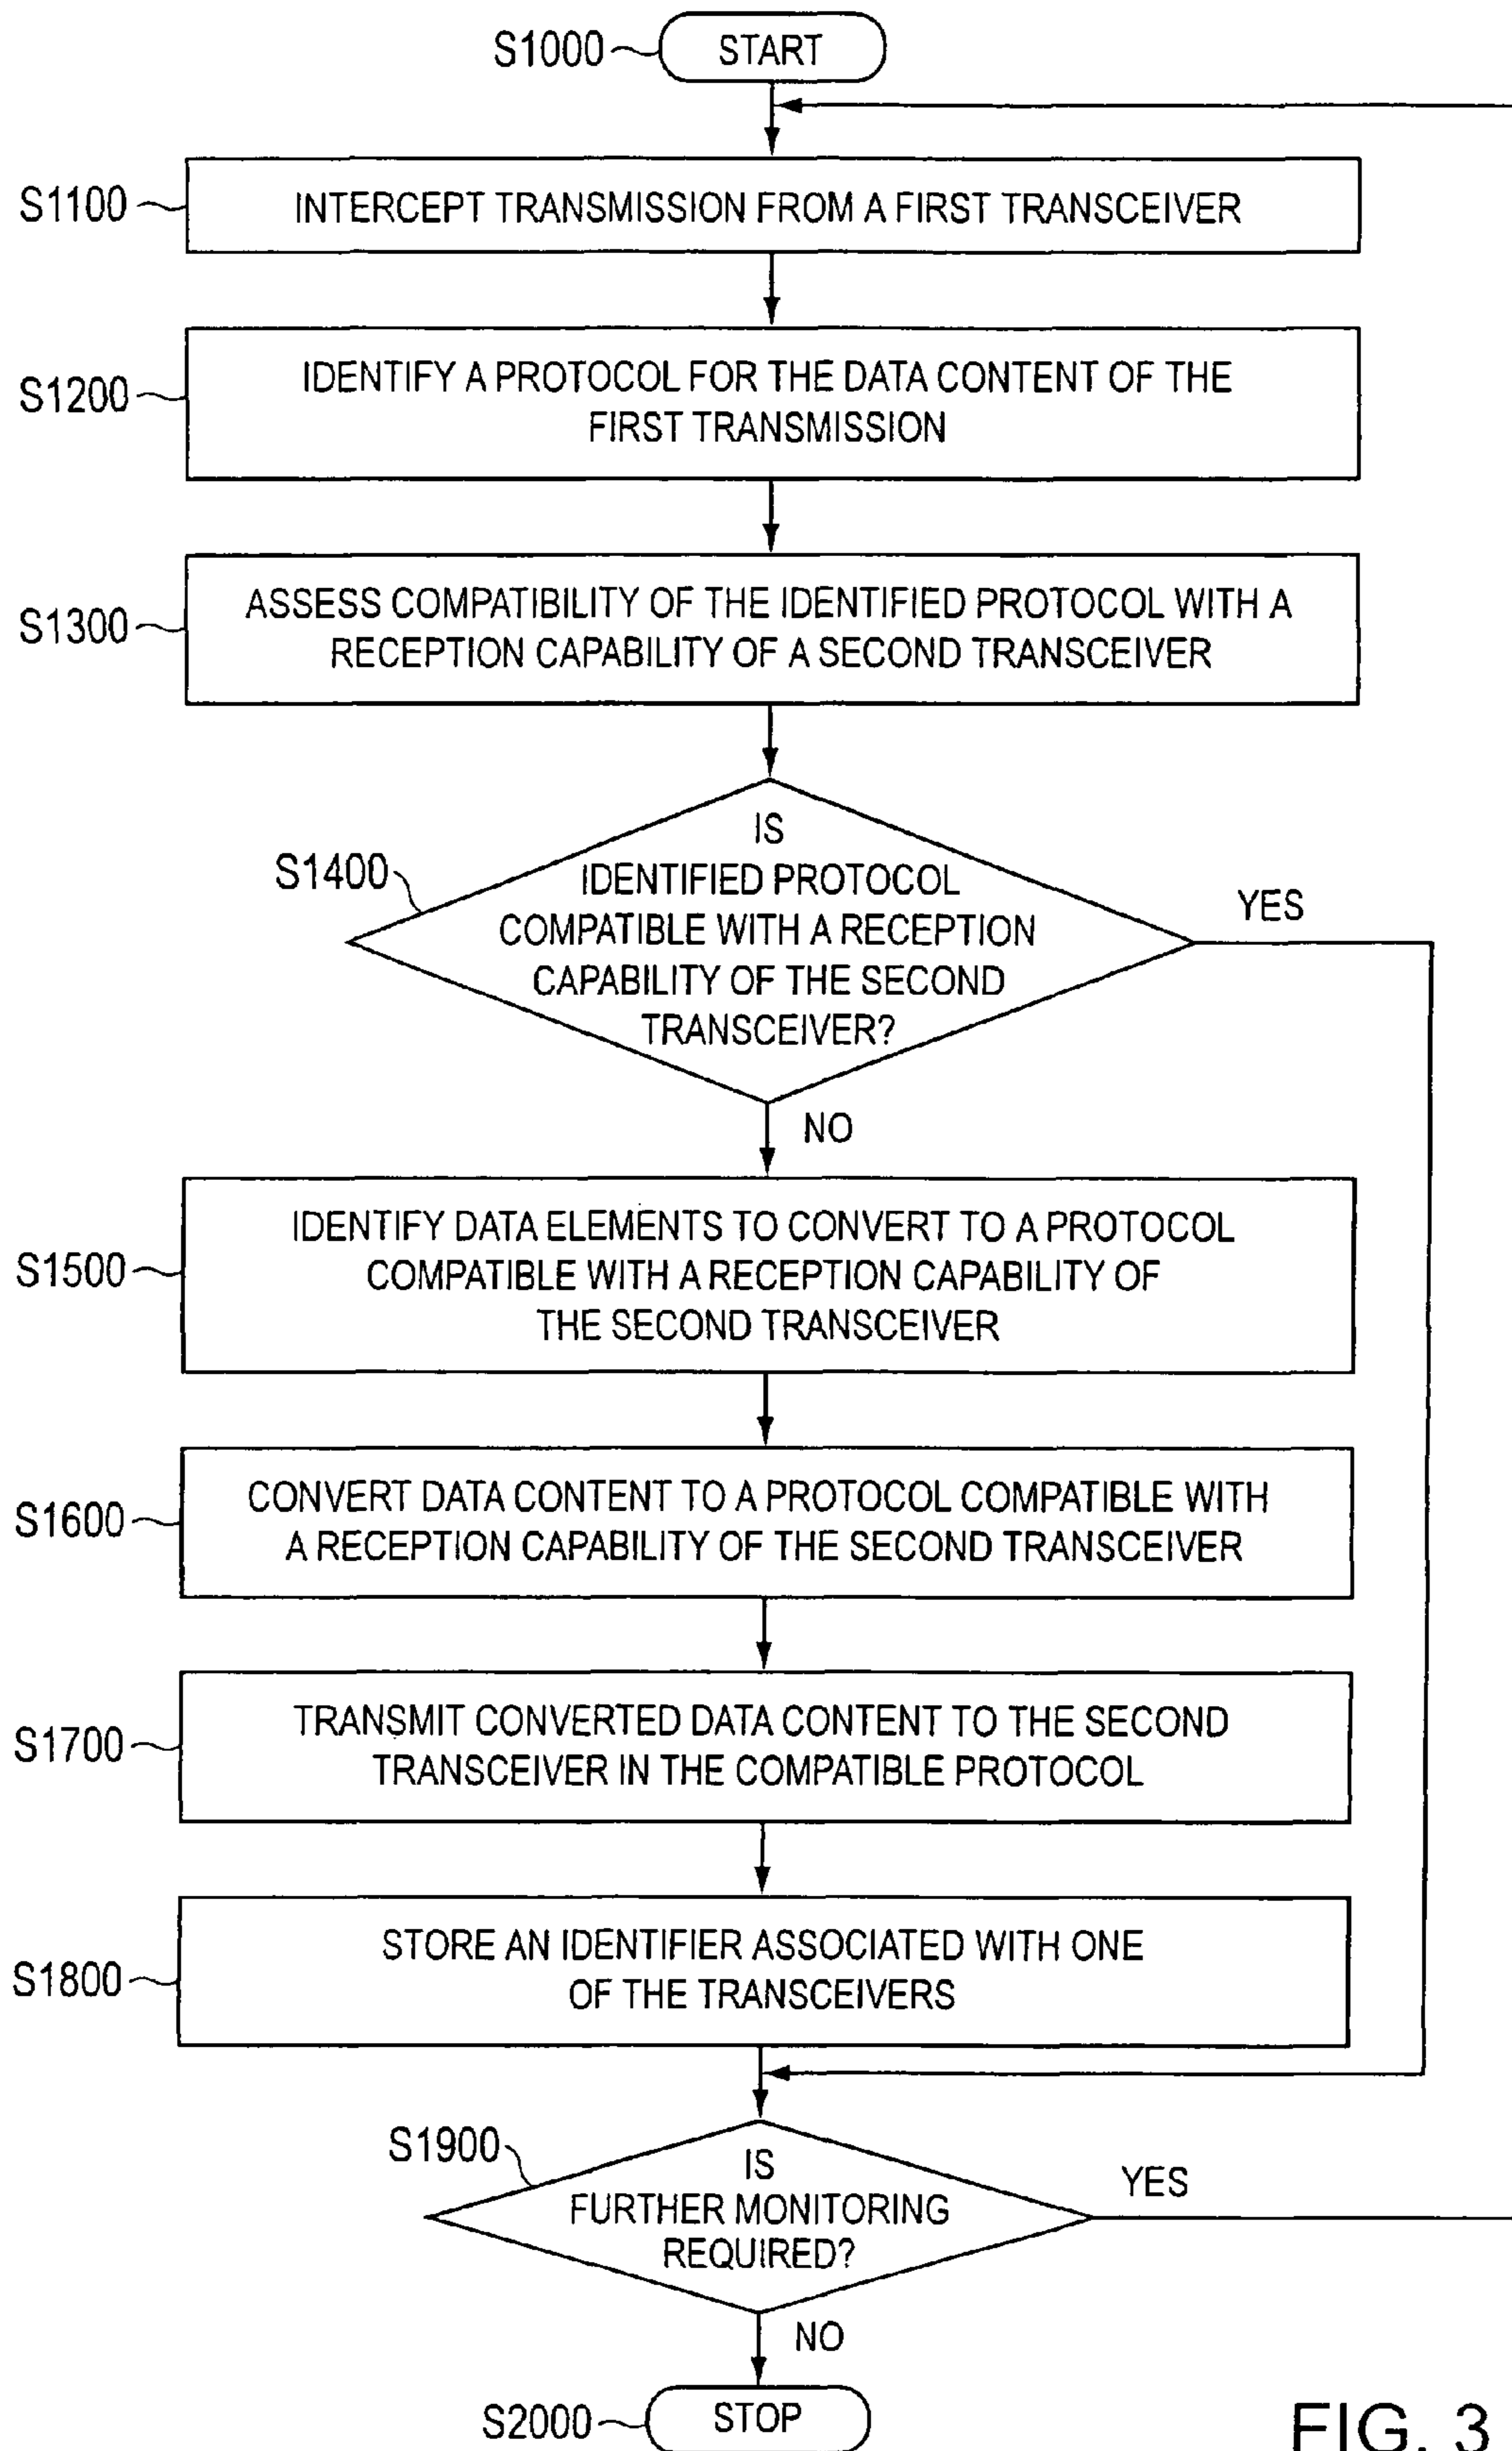 S1000
START
S1100
INTERCEPT TRANSMISSION FROM A FIRST TRANSCEIVER
S1200
IDENTIFY A PROTOCOL FOR THE DATA CONTENT OF THE
FIRST TRANSMISSION
S1300
ASSESS COMPATIBILITY OF THE IDENTIFIED PROTOCOL WITH A
RECEPTION CAPABILITY OF A SECOND TRANSCEIVER
S1400
IS
IDENTIFIED PROTOCOL
COMPATIBLE WITH A RECEPTION
CAPABILITY OF THE SECOND
TRANSCEIVER?
YES
NO
S1500
IDENTIFY DATA ELEMENTS TO CONVERT TO A PROTOCOL
COMPATIBLE WITH A RECEPTION CAPABILITY OF
THE SECOND TRANSCEIVER
S1600
CONVERT DATA CONTENT TO A PROTOCOL COMPATIBLE WITH
A RECEPTION CAPABILITY OF THE SECOND TRANSCEIVER
S1700
TRANSMIT CONVERTED DATA CONTENT TO THE SECOND
TRANSCEIVER IN THE COMPATIBLE PROTOCOL
S1800
STORE AN IDENTIFIER ASSOCIATED WITH ONE
OF THE TRANSCEIVERS
S1900
IS
FURTHER MONITORING
REQUIRED?
YES
NO
S2000
STOP
FIG. 3